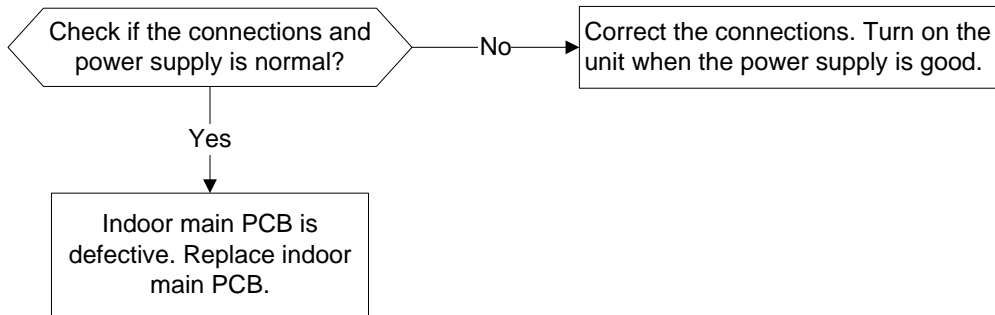 Check if the connections and
power supply is normal?
No
Correct the connections. Turn on the
unit when the power supply is good.
Yes
Indoor main PCB is
defective. Replace indoor
main PCB.